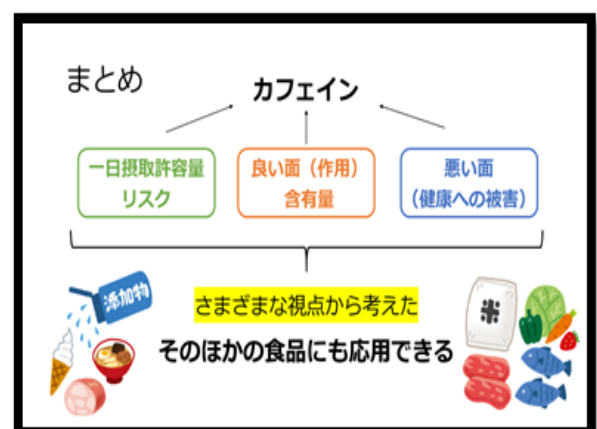 まとめ
カフェイン
一日摂取許容量
リスク
良い面（作用）
含有量
悪い面
（健康への被害）
添加物
さまざまな視点から考えた
米
そのほかの食品にも応用できる